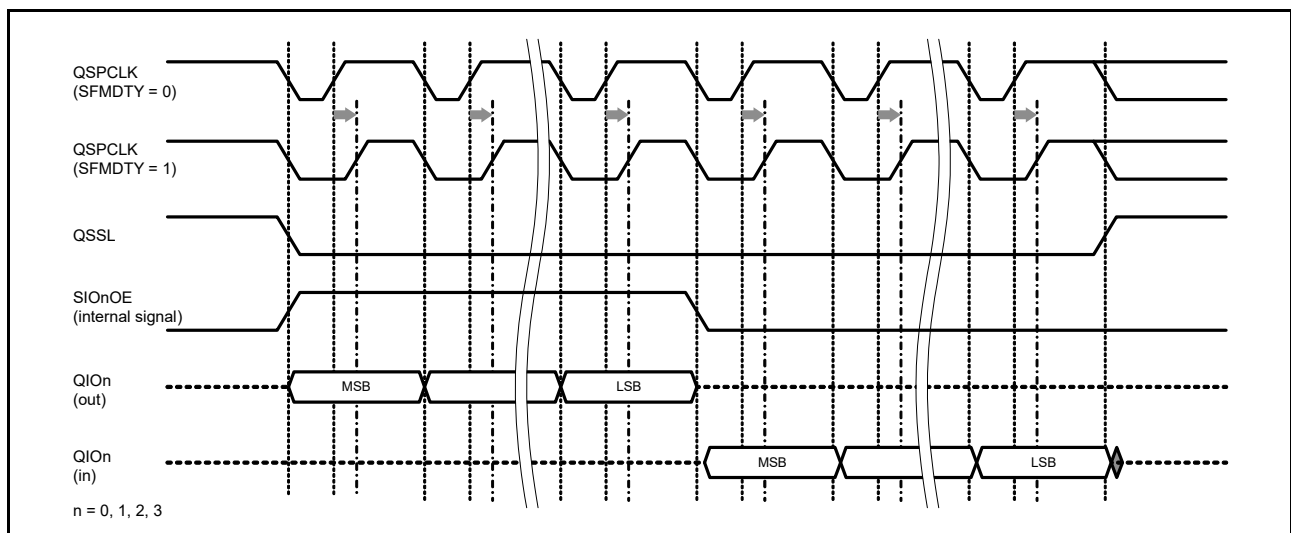 QSPCLK
(SFMDTY = 0)
QSPCLK
(SFMDTY = 1)
QSSL
SIOnOE
(internal signal)
QIOn
(out)
MSB
LSB
QIOn
(in)
MSB
LSB
n = 0, 1, 2, 3